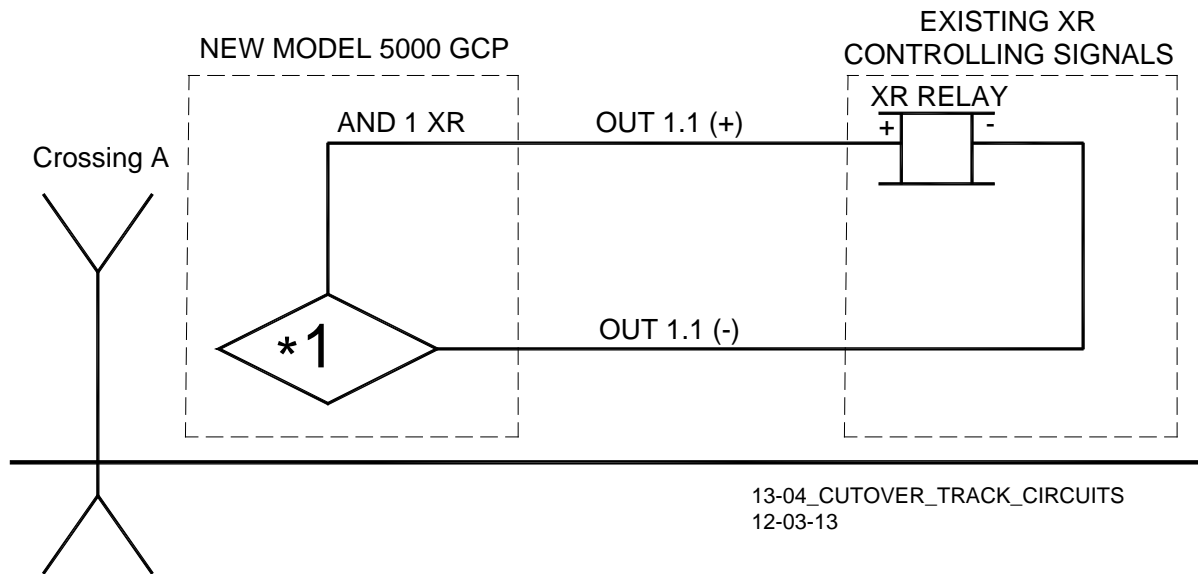 EXISTING XR
CONTROLLING SIGNALS
NEW MODEL 5000 GCP
XR RELAY
AND 1 XR
OUT 1.1 (+)
+
-
Crossing A
*1
OUT 1.1 (-)
13-04_CUTOVER_TRACK_CIRCUITS
12-03-13